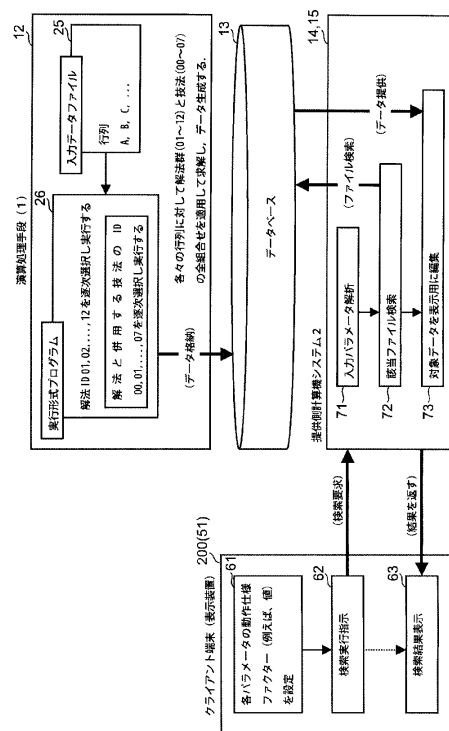 演算処理手段(1)
12
実行形式プログラム
26
解法ID01,02,...,12を逐次選択し実行する
解法と併用する技法のID
00,01,...,07を逐次選択し実行する
入力データファイル
25
行列
A, B, C, ...
各々の行列に対して解法群(01~12)と技法(00~07)
の全組合せを適用して求解し,データ生成する.
(データ格納)
データベース
13
(ファイル検索)
(データ提供)
提供側計算機システム2
14,15
入力パラメータ解析
71
該当ファイル検索
72
対象データを表示用に編集
73
(検索要求)
(結果を返す)
クライアント端末(表示装置)
200(51)
61
各パラメータの動作仕様
ファクター(例えば、値)
を設定
62
検索実行指示
63
検索結果表示